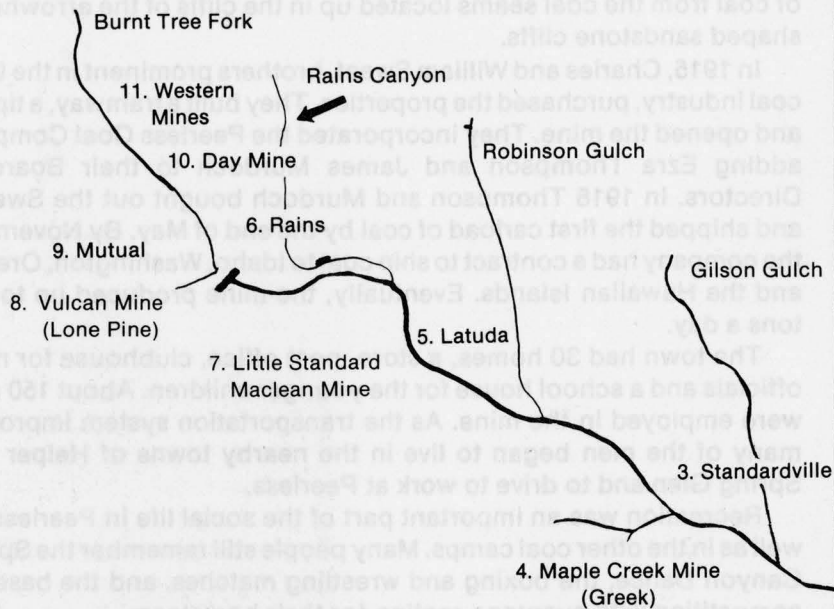 Burnt Tree Fork
11. Western
Mines
Rains Canyon
10. Day Mine
Robinson Gulch
6. Rains
9. Mutual
Gilson Gulch
8. Vulcan Mine
(Lone Pine)
5. Latuda
7. Little Standard
Maclean Mine
3. Standardville
4. Maple Creek Mine
(Greek)